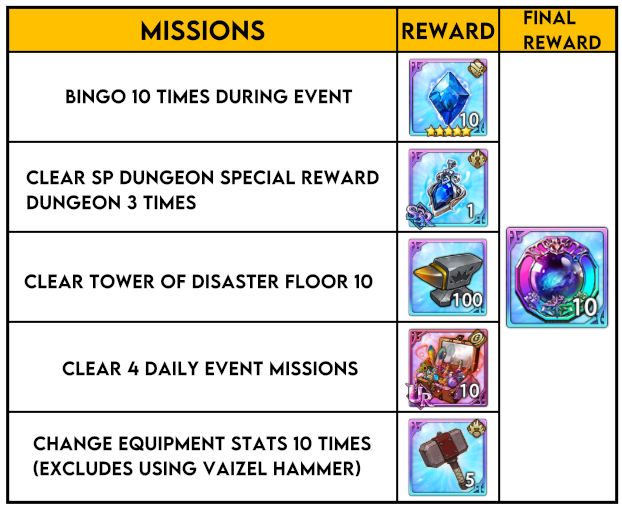 MISSIONS
REWARD
FINAL
REWARD
BINGO 10 TIMES DURING EVENT
10
CLEAR SP DUNGEON SPECIAL REWARD
DUNGEON 3 TIMES
SR
1
CLEAR TOWER OF DISASTER FLOOR 10
100
10
CLEAR 4 DAILY EVENT MISSIONS
UR
10
CHANGE EQUIPMENT STATS 10 TIMES
(EXCLUDES USING VAIZEL HAMMER)
5